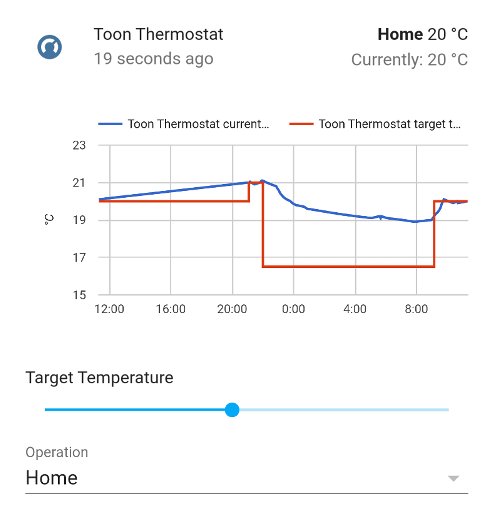 Toon Thermostat
Home 20 °C
19 seconds ago
Currently: 20 °C
Toon Thermostat current...
Toon Thermostat target t...
23
21
19
17
15
°C
12:00 16:00 20:00 0:00 4:00 8:00
Target Temperature
Operation
Home